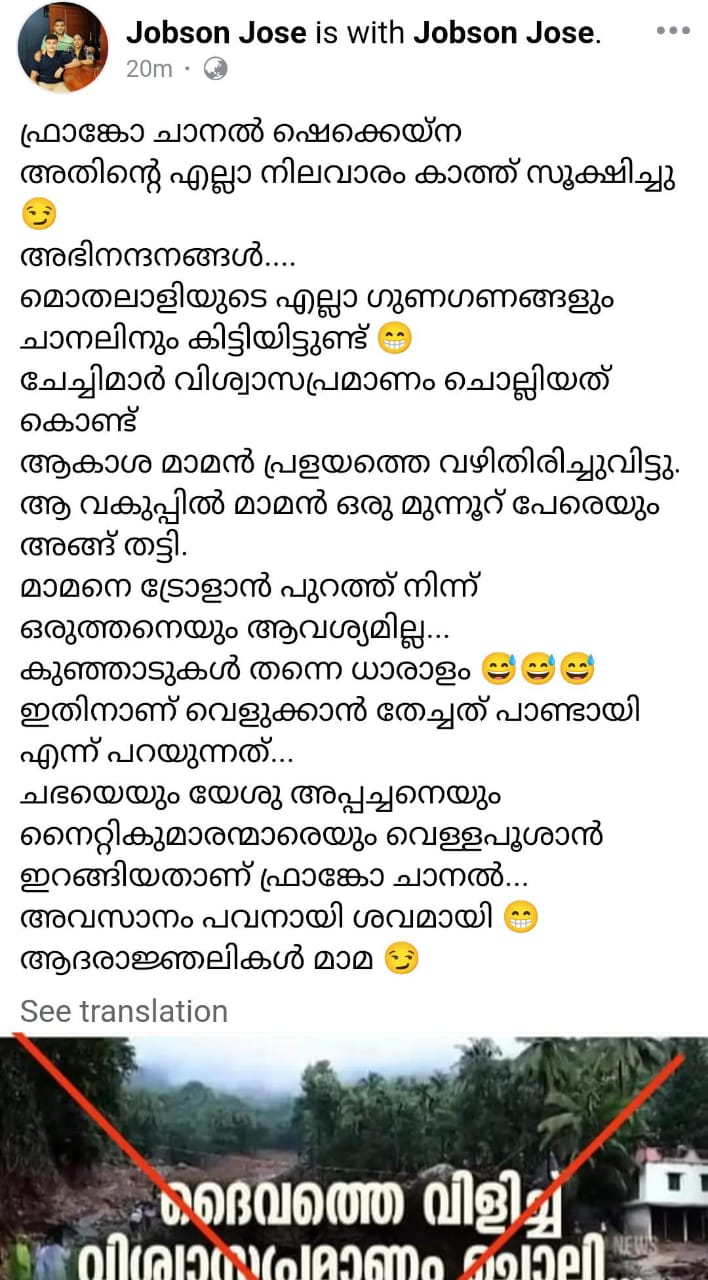 Jobson Jose is with Jobson Jose.
20m
ഫ്രാങ്കോ ചാനൽ ഷെക്കെയ്ന
അതിന്റെ എല്ലാ നിലവാരം കാത്ത് സൂക്ഷിച്ചു
😏
അഭിനന്ദനങ്ങൾ....
മൊതലാളിയുടെ എല്ലാ ഗുണഗണങ്ങളും
ചാനലിനും കിട്ടിയിട്ടുണ്ട് 😁
ചേച്ചിമാർ വിശ്വാസപ്രമാണം ചൊല്ലിയത്
കൊണ്ട്
ആകാശ മാമൻ പ്രളയത്തെ വഴിതിരിച്ചുവിട്ടു.
ആ വകുപ്പിൽ മാമൻ ഒരു മുന്നൂറ് പേരെയും
അങ്ങ് തട്ടി.
മാമനെ ട്രോളാൻ പുറത്ത് നിന്ന്
ഒരുത്തനെയും ആവശ്യമില്ല...
കുഞ്ഞാടുകൾ തന്നെ ധാരാളം 😅😅😅
ഇതിനാണ് വെളുക്കാൻ തേച്ചത് പാണ്ടായി
എന്ന് പറയുന്നത്...
ചഭയെയും യേശു അപ്പച്ചനെയും
നൈറ്റികുമാരന്മാരെയും വെള്ളപൂശാൻ
ഇറങ്ങിയതാണ് ഫ്രാങ്കോ ചാനൽ...
അവസാനം പവനായി ശവമായി 😁
ആദരാജ്ഞലികൾ മാമ 😏
See translation
ദൈവത്തെ വിളിച്ച്
വിശ്വാസപ്രമാണം ചൊല്ലി
NEWS